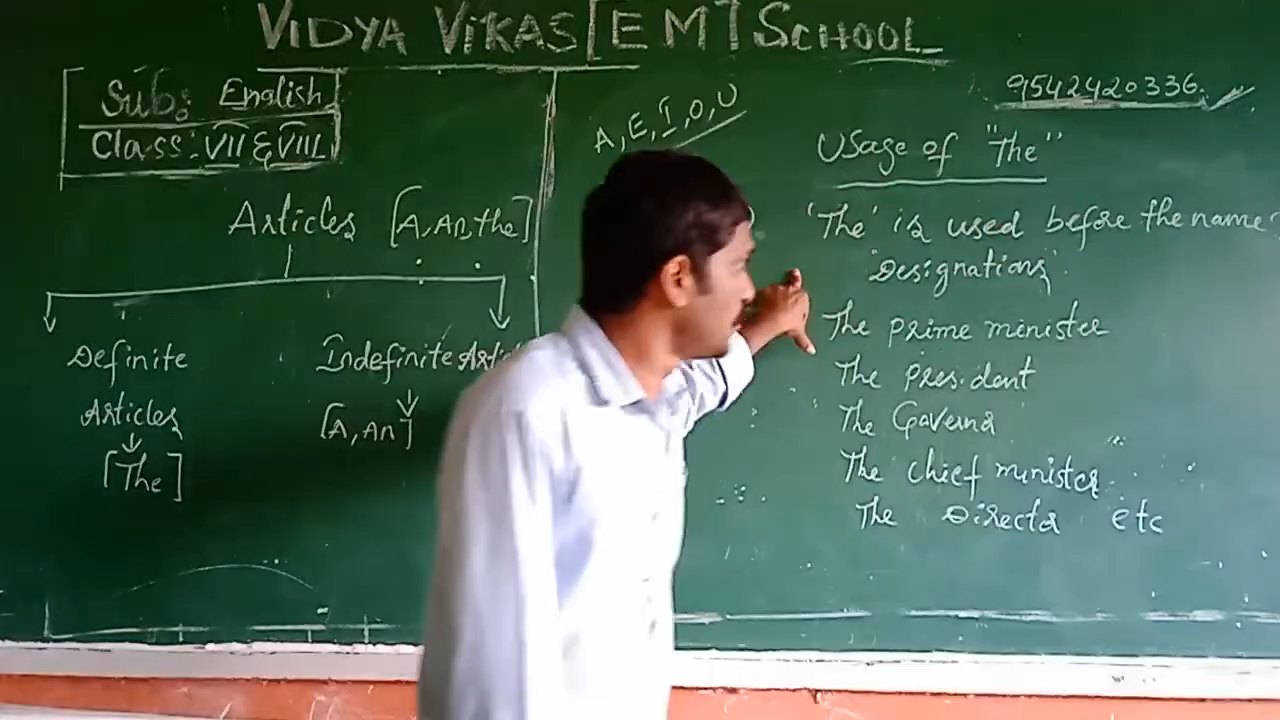 VIDYA VIKAS [EM] SCHOOL
Sub: English
Class: VII & VIII
Articles [A, An, the]
Definite
Articles
[The]
Indefinite
[A, An]
A, E, I, O, U
9542420336.
Usage of "The"
'The' is used before the name
Designations.
The prime minister
The president
The Governor
The chief minister
The Director etc